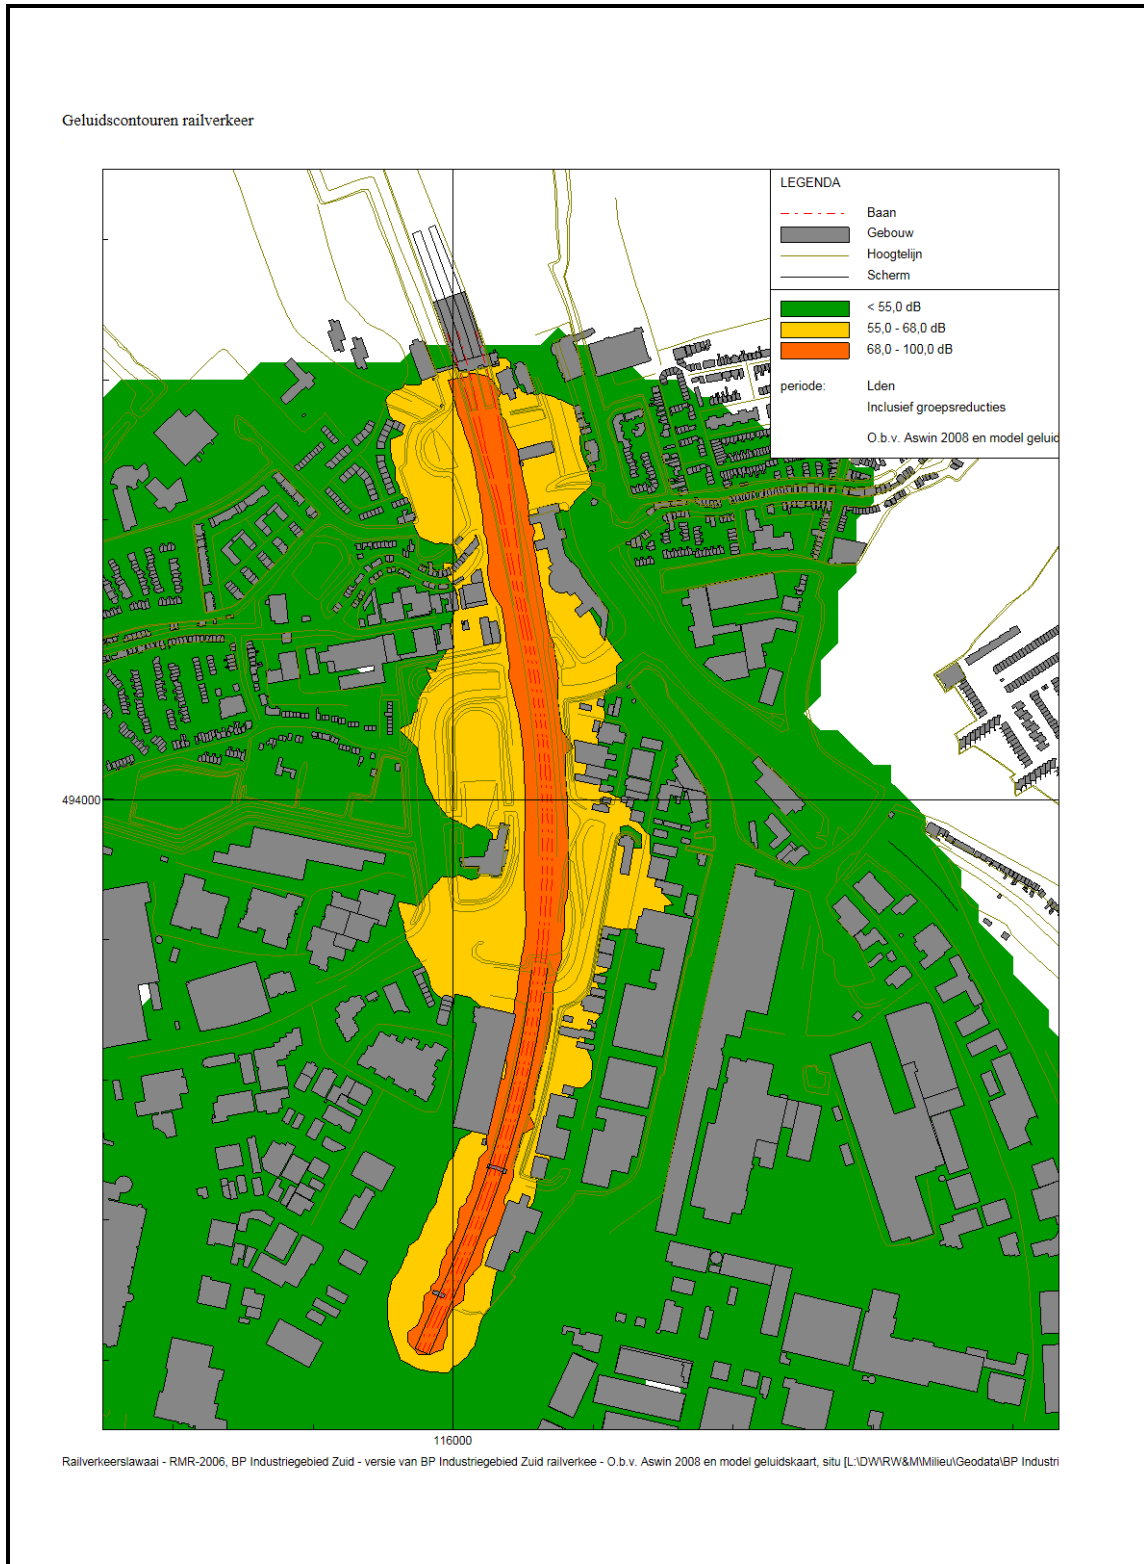 Geluidscontouren railverkeer
LEGENDA
Baan
Gebouw
Hoogtelijn
Scherm
< 55,0 dB
55,0 - 68,0 dB
68,0 - 100,0 dB
periode: Lden
Inclusief groepsreducties
O.b.v. Aswin 2008 en model geluid
494000
116000
Railverkeerslawaai - RMR-2006, BP Industriegebied Zuid - versie van BP Industriegebied Zuid railverkee - O.b.v. Aswin 2008 en model geluidskaart, situ [L:\DW\RW&M\Milieu\Geodata\BP Industri